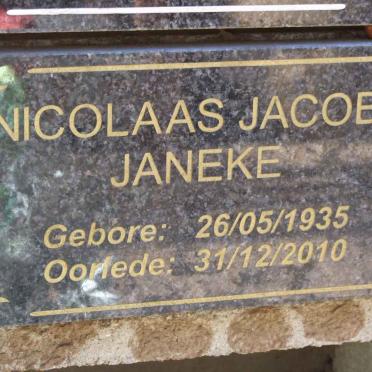 NICOLAAS JACOB
JANEKE
Gebore: 26/05/1935
Oorlede: 31/12/2010